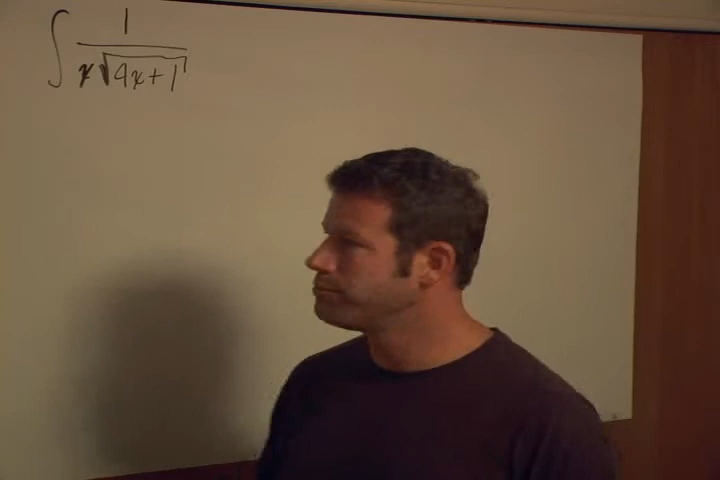 ∫ 1 / (x√(4x+1))